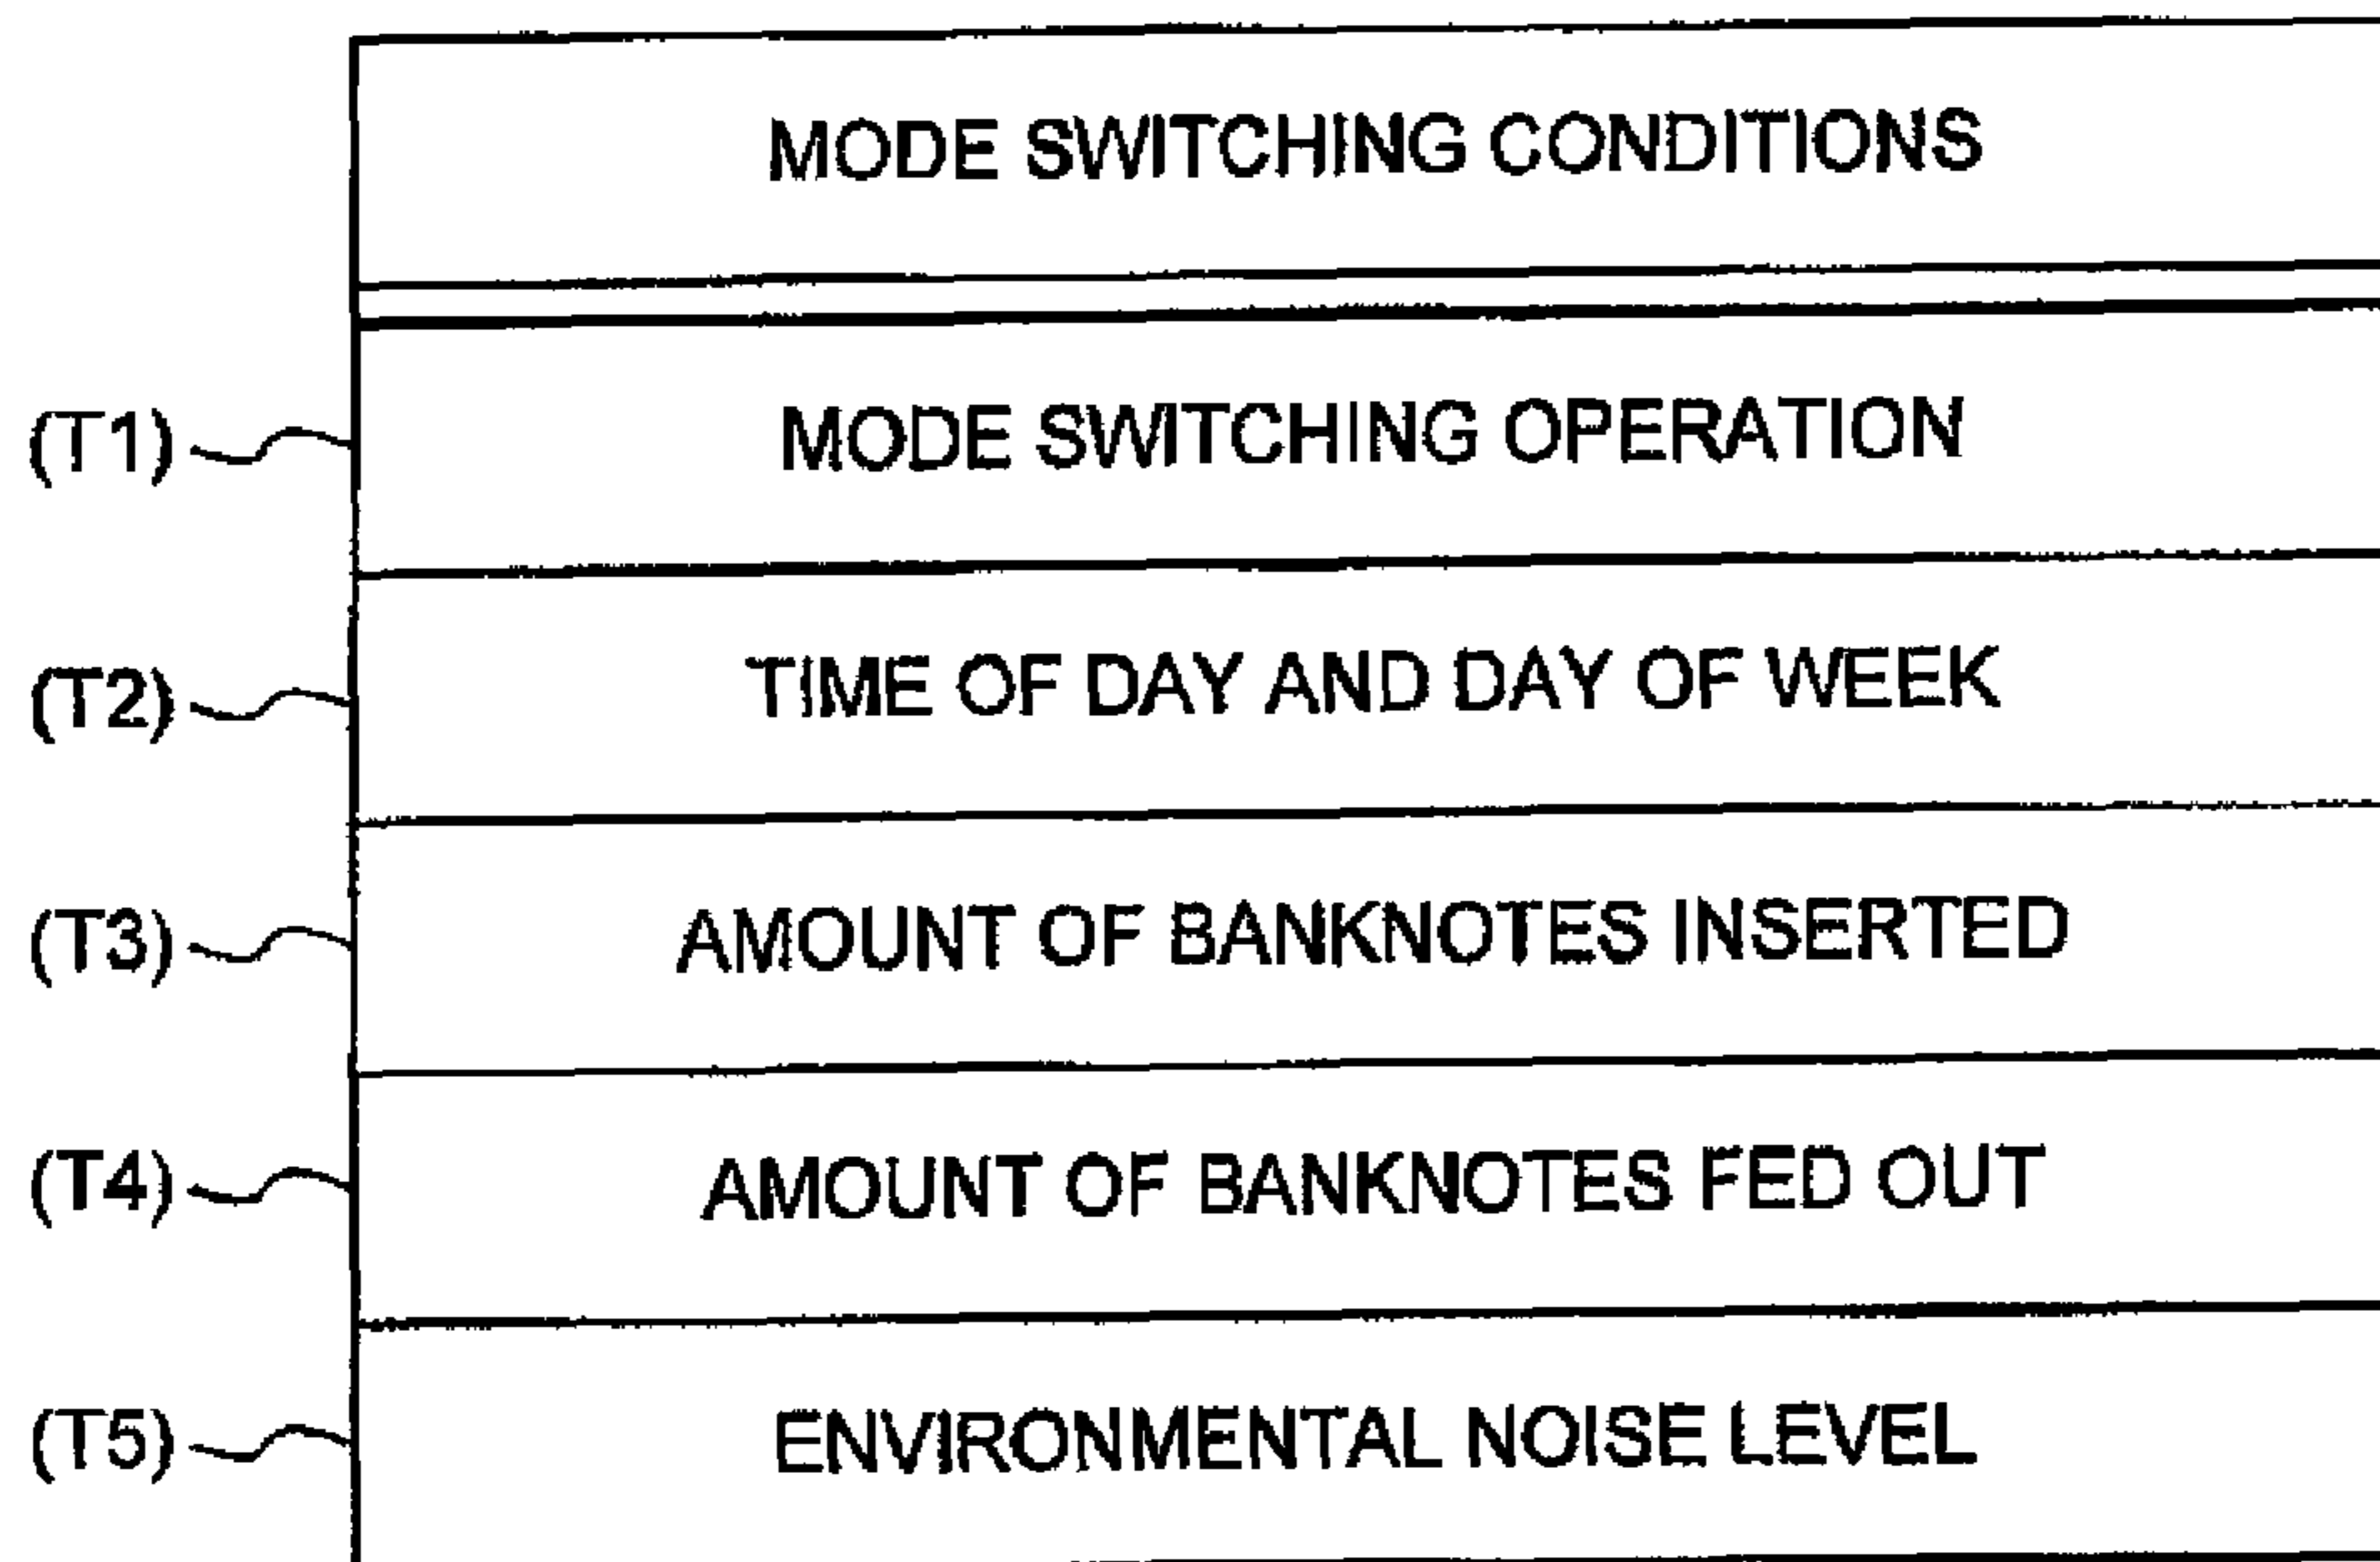 MODE SWITCHING CONDITIONS
(T1) MODE SWITCHING OPERATION
(T2) TIME OF DAY AND DAY OF WEEK
(T3) AMOUNT OF BANKNOTES INSERTED
(T4) AMOUNT OF BANKNOTES FED OUT
(T5) ENVIRONMENTAL NOISE LEVEL